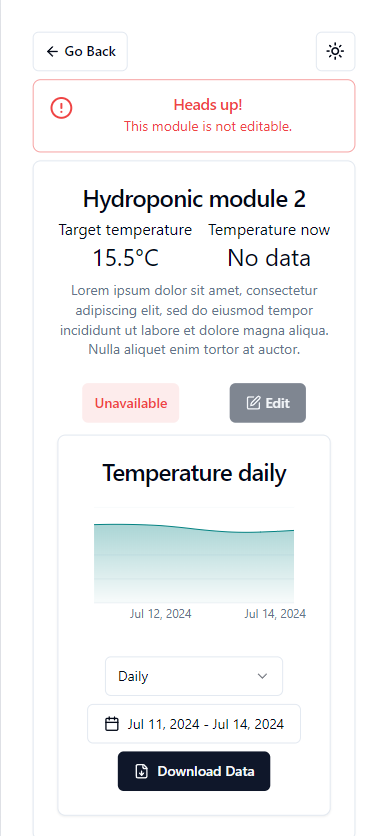 Go Back
Heads up!
This module is not editable.
Hydroponic module 2
Target temperature
15.5°C
Temperature now
No data
Lorem ipsum dolor sit amet, consectetur
adipiscing elit, sed do eiusmod tempor
incididunt ut labore et dolore magna aliqua.
Nulla aliquet enim tortor at auctor.
Unavailable
Edit
Temperature daily
Jul 12, 2024
Jul 14, 2024
Daily
Jul 11, 2024 - Jul 14, 2024
Download Data